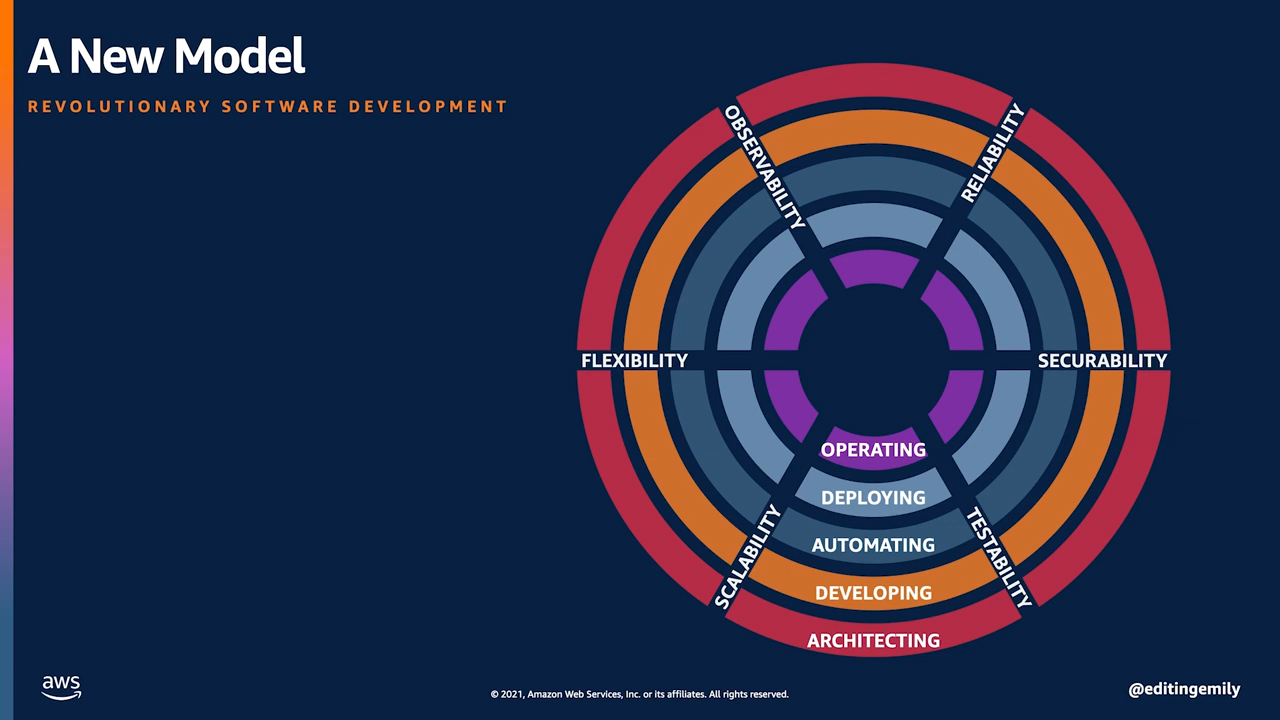 A New Model
REVOLUTIONARY SOFTWARE DEVELOPMENT
OBSERVABILITY
RELIABILITY
FLEXIBILITY
SECURABILITY
OPERATING
DEPLOYING
AUTOMATING
DEVELOPING
ARCHITECTING
SCALABILITY
TESTABILITY
aws
© 2021, Amazon Web Services, Inc. or its affiliates. All rights reserved.
@editingemily